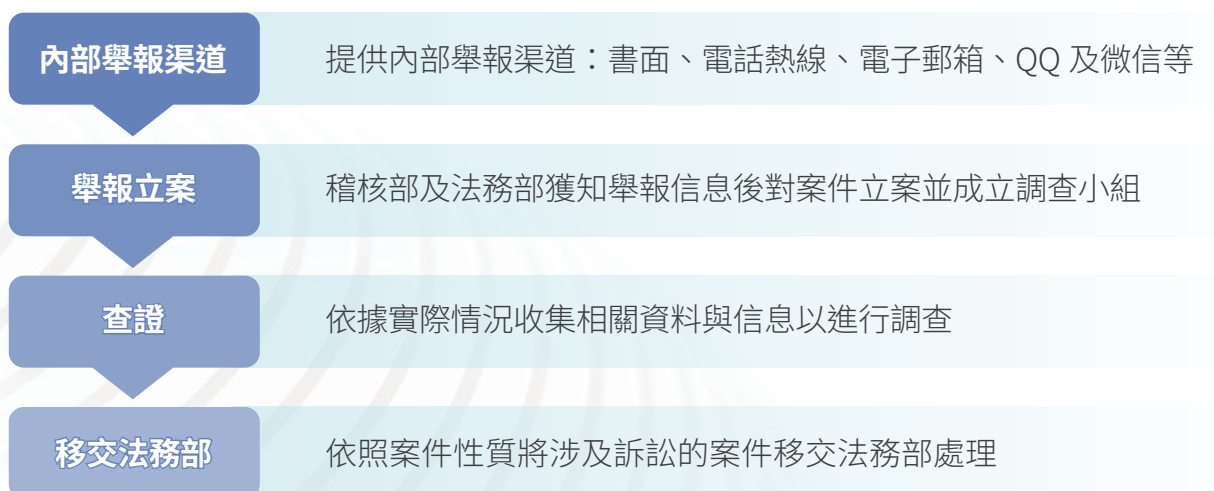 內部舉報渠道
提供內部舉報渠道：書面、電話熱線、電子郵箱、QQ 及微信等
舉報立案
稽核部及法務部獲知舉報信息後對案件立案並成立調查小組
查證
依據實際情況收集相關資料與信息以進行調查
移交法務部
依照案件性質將涉及訴訟的案件移交法務部處理